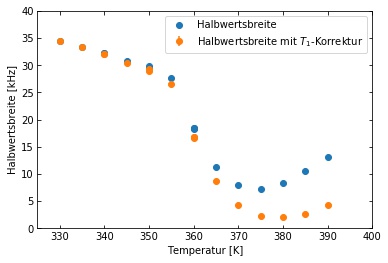 Halbwertsbreite
Halbwertsbreite mit T₁-Korrektur
Halbwertsbreite [kHz]
40
35
30
25
20
15
10
5
0
330 340 350 360 370 380 390 400
Temperatur [K]